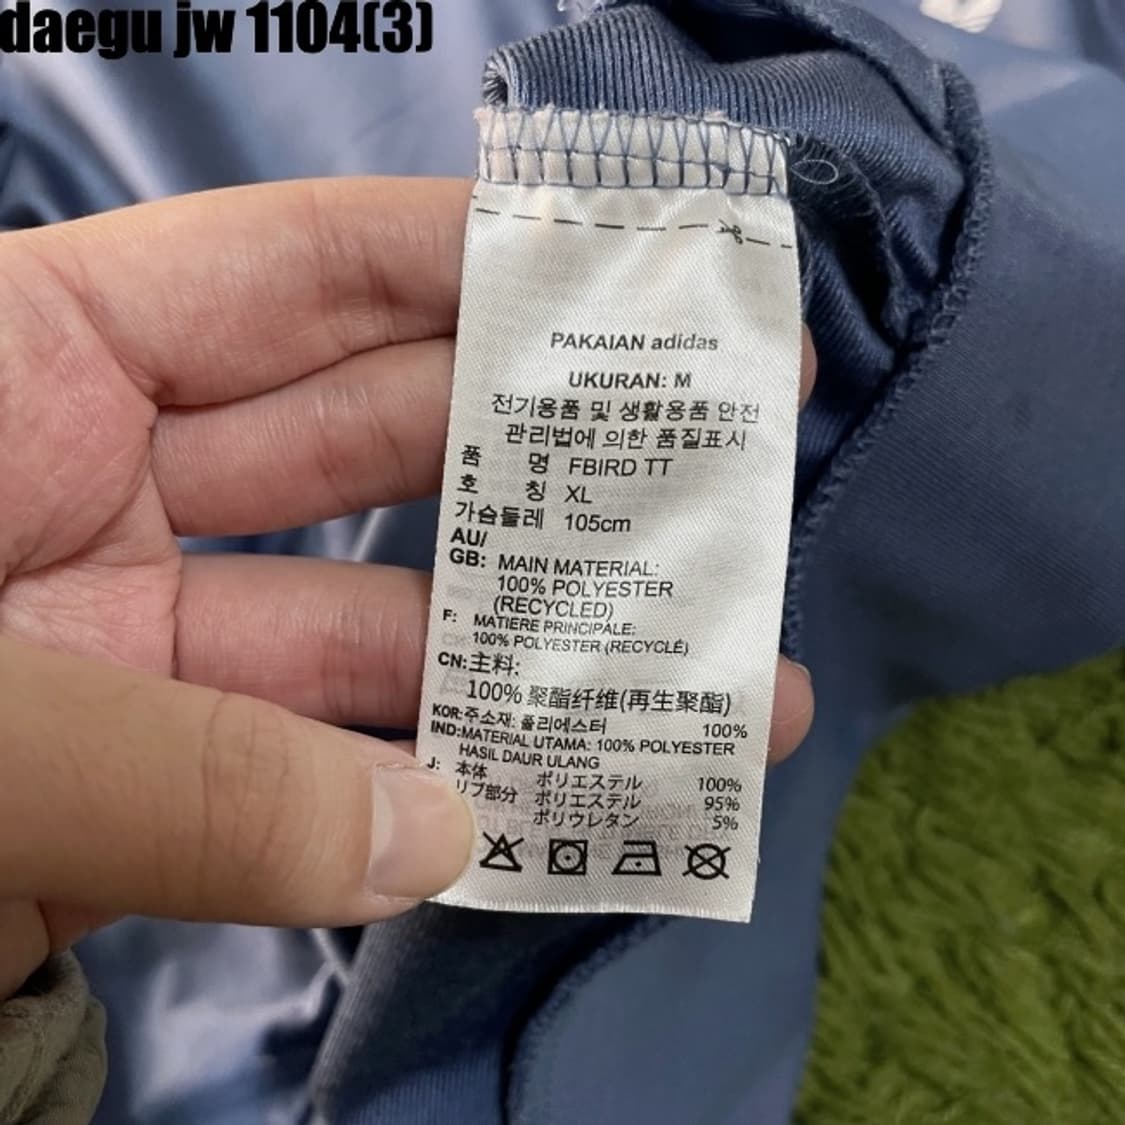 daegu jw 1104(3)
PAKAIAN adidas
UKURAN: M
전기용품 및 생활용품 안전
관리법에 의한 품질표시
품 명 FBIRD TT
호 칭 XL
가슴둘레 105cm
AU/
GB: MAIN MATERIAL:
100% POLYESTER
(RECYCLED)
F: MATIERE PRINCIPALE:
100% POLYESTER (RECYCLÉ)
CN:主料:
100% 聚酯纤维(再生聚酯)
KOR:주소재: 폴리에스터 100%
IND:MATERIAL UTAMA: 100% POLYESTER
HASIL DAUR ULANG
J: 本体 ポリエステル 100%
リブ部分 ポリエステル 95%
ポリウレタン 5%